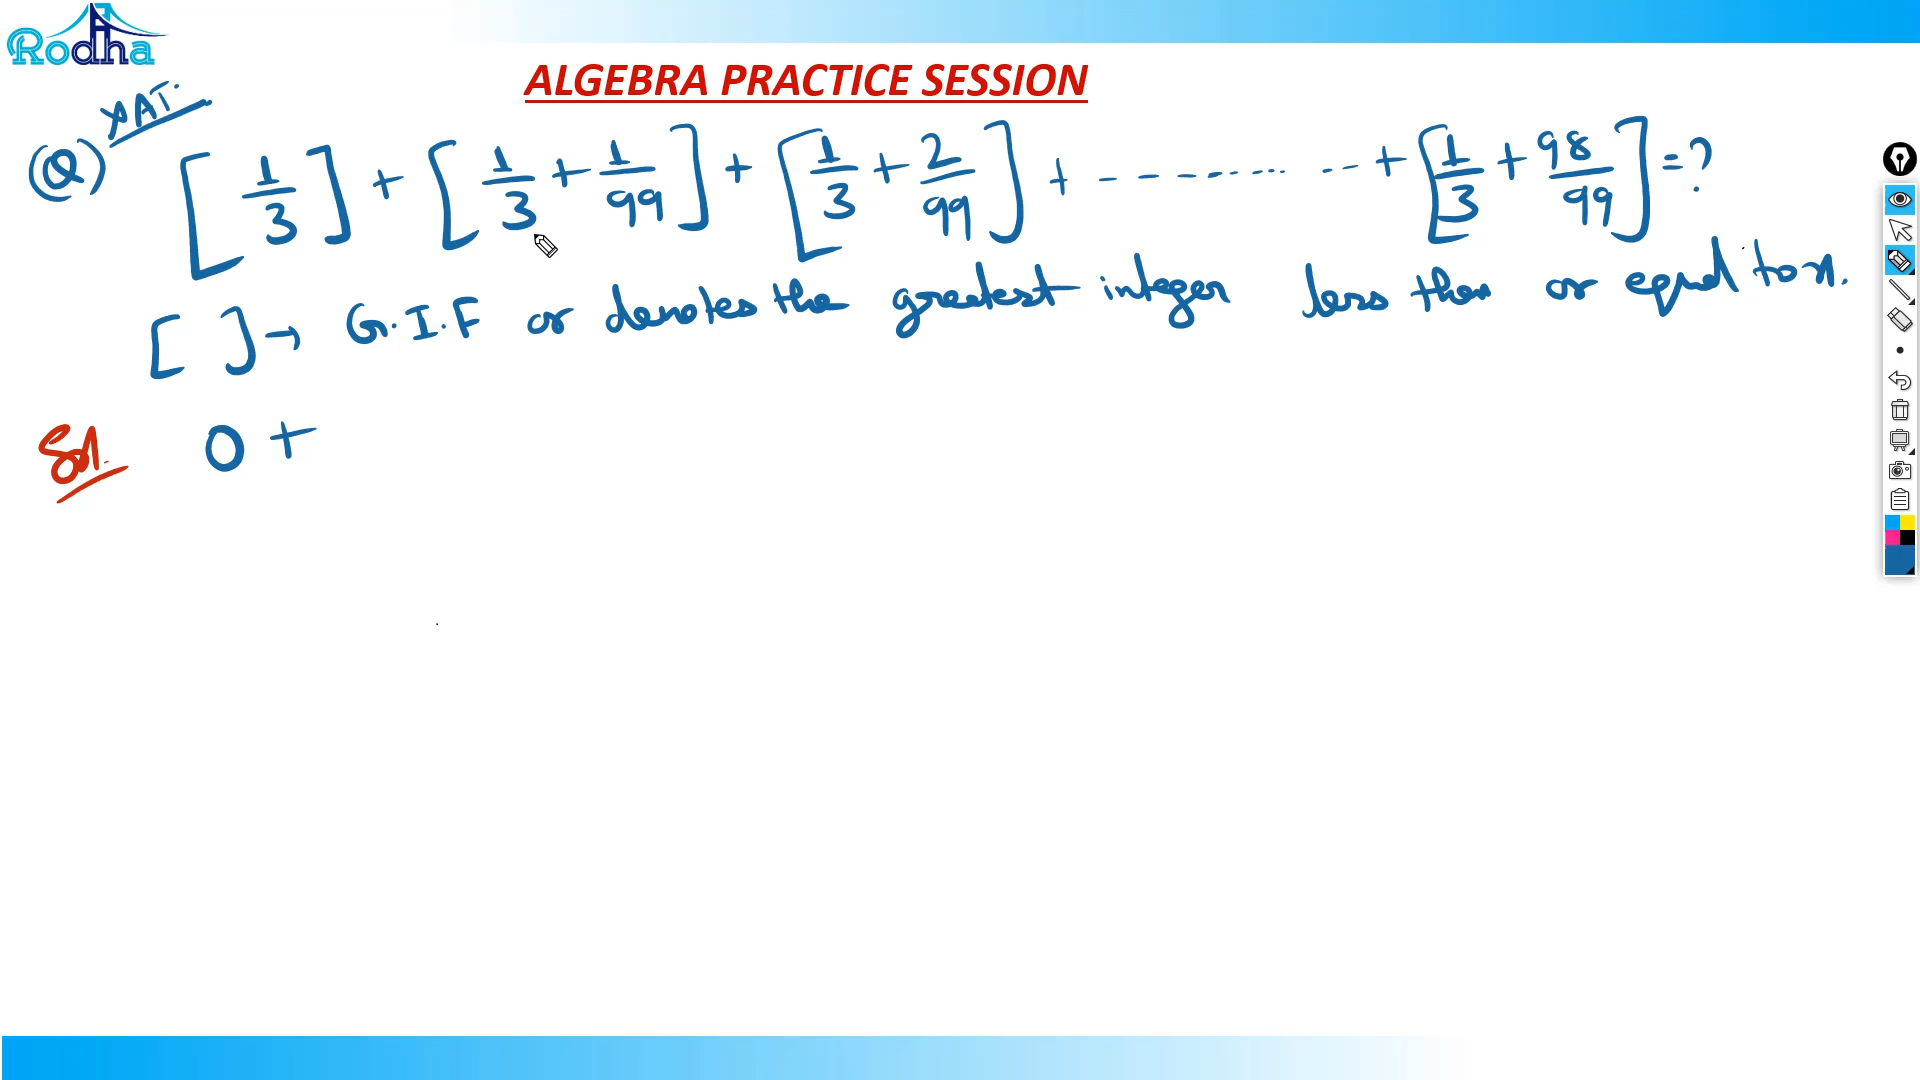 Rodha
ALGEBRA PRACTICE SESSION
XAT.
(Q) [1/3] + [1/3 + 1/99] + [1/3 + 2/99] + - - - - - - - - + [1/3 + 98/99] = ?
[ ] → G.I.F or denotes the greatest integer less then or equal to x.
Sol. 0 +